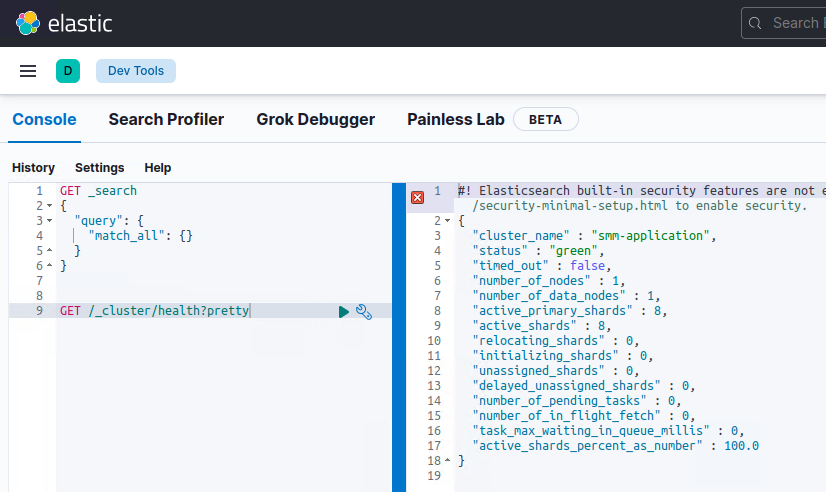 elastic
Search
D
Dev Tools
Console
Search Profiler
Grok Debugger
Painless Lab
BETA
History
Settings
Help
1 GET _search
2 {
3 "query": {
4 "match_all": {}
5 }
6 }
7
8
9 GET /_cluster/health?pretty
1 #! Elasticsearch built-in security features are not
/security-minimal-setup.html to enable security.
2 {
3 "cluster_name" : "smm-application",
4 "status" : "green",
5 "timed_out" : false,
6 "number_of_nodes" : 1,
7 "number_of_data_nodes" : 1,
8 "active_primary_shards" : 8,
9 "active_shards" : 8,
10 "relocating_shards" : 0,
11 "initializing_shards" : 0,
12 "unassigned_shards" : 0,
13 "delayed_unassigned_shards" : 0,
14 "number_of_pending_tasks" : 0,
15 "number_of_in_flight_fetch" : 0,
16 "task_max_waiting_in_queue_millis" : 0,
17 "active_shards_percent_as_number" : 100.0
18 }
19